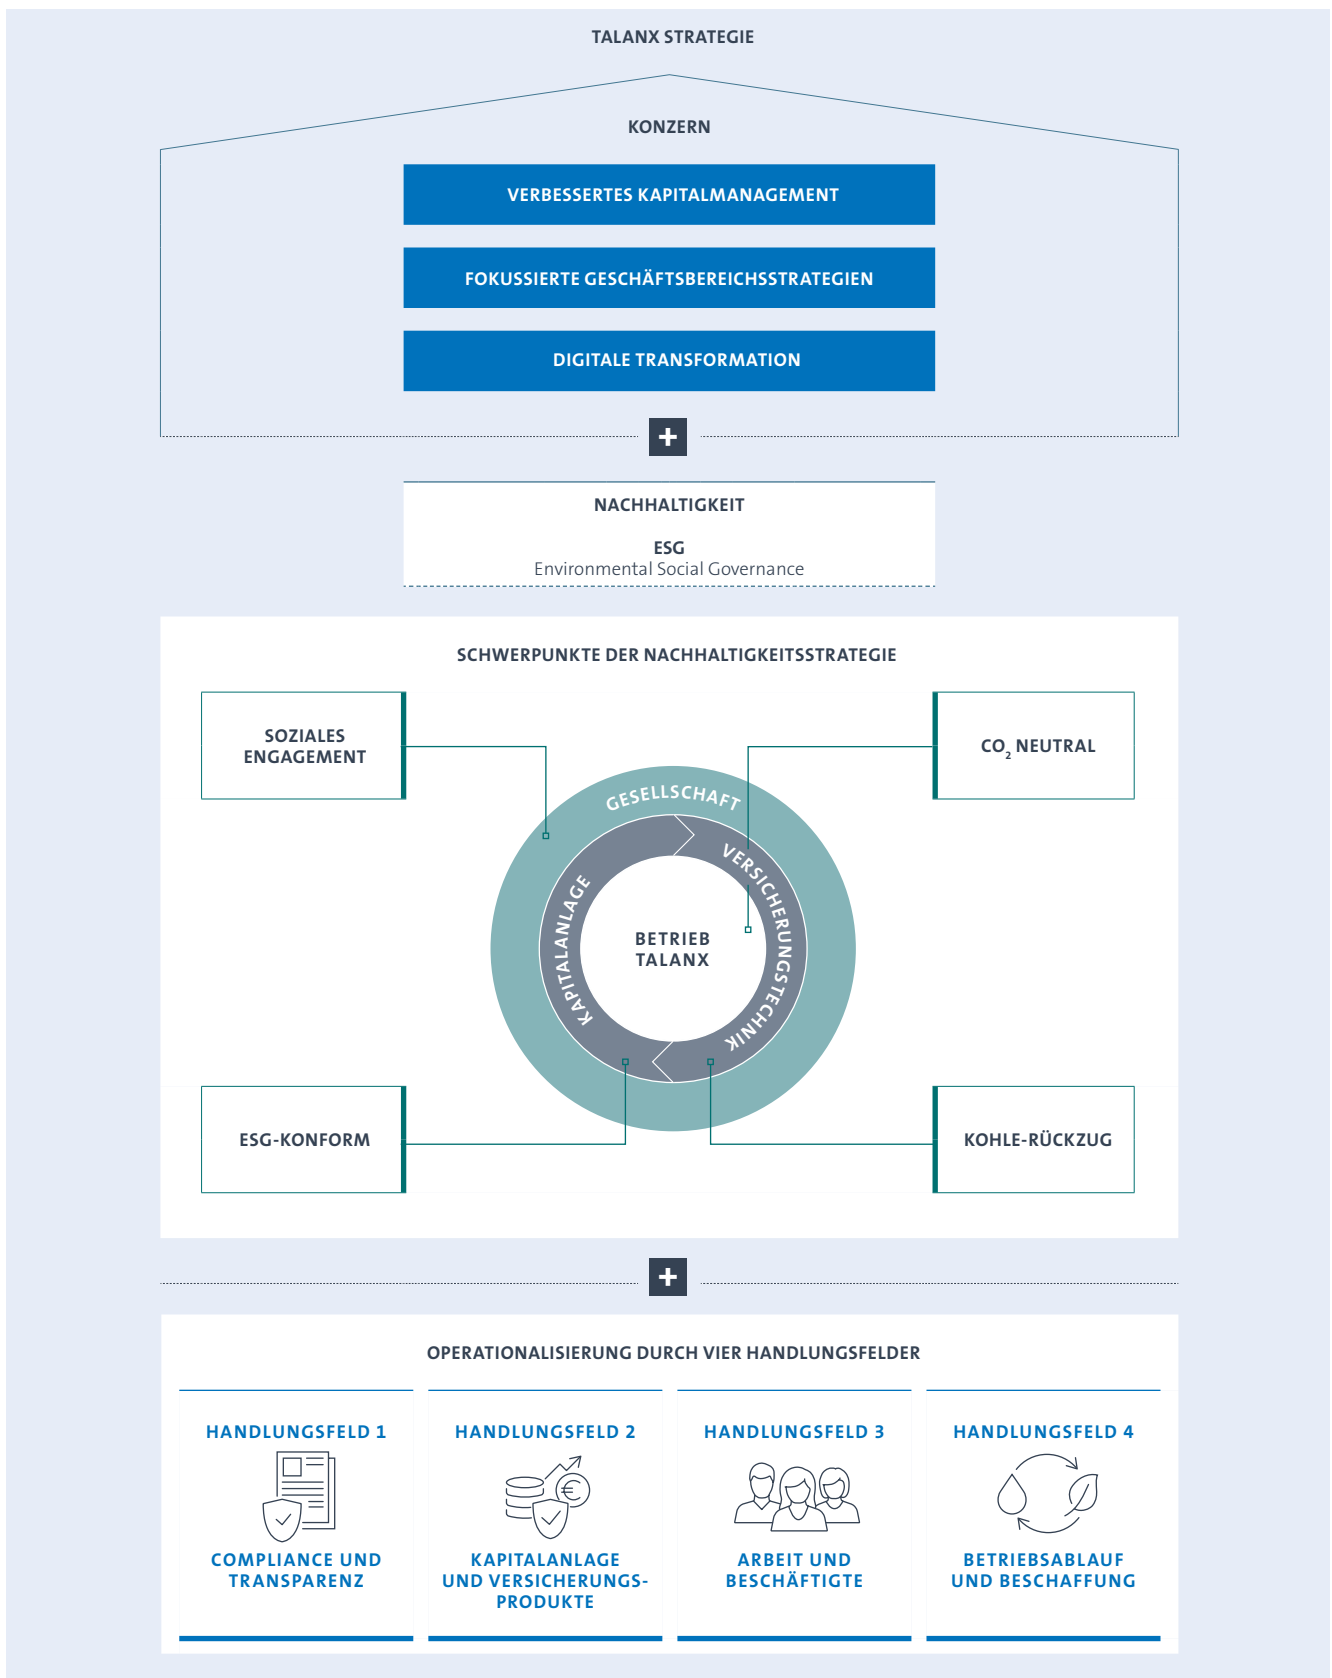 TALANX STRATEGIE
KONZERN
VERBESSERTES KAPITALMANAGEMENT
FOKUSSIERTE GESCHÄFTSBEREICHSSTRATEGIEN
DIGITALE TRANSFORMATION
+
NACHHALTIGKEIT
ESG
Environmental Social Governance
SCHWERPUNKTE DER NACHHALTIGKEITSSTRATEGIE
SOZIALES
ENGAGEMENT
CO₂ NEUTRAL
GESELLSCHAFT
KAPITALANLAGE
VERSICHERUNGSTECHNIK
BETRIEB
TALANX
ESG-KONFORM
KOHLE-RÜCKZUG
+
OPERATIONALISIERUNG DURCH VIER HANDLUNGSFELDER
HANDLUNGSFELD 1
COMPLIANCE UND
TRANSPARENZ
HANDLUNGSFELD 2
€
KAPITALANLAGE
UND VERSICHERUNGS-
PRODUKTE
HANDLUNGSFELD 3
ARBEIT UND
BESCHÄFTIGTE
HANDLUNGSFELD 4
BETRIEBSABLAUF
UND BESCHAFFUNG